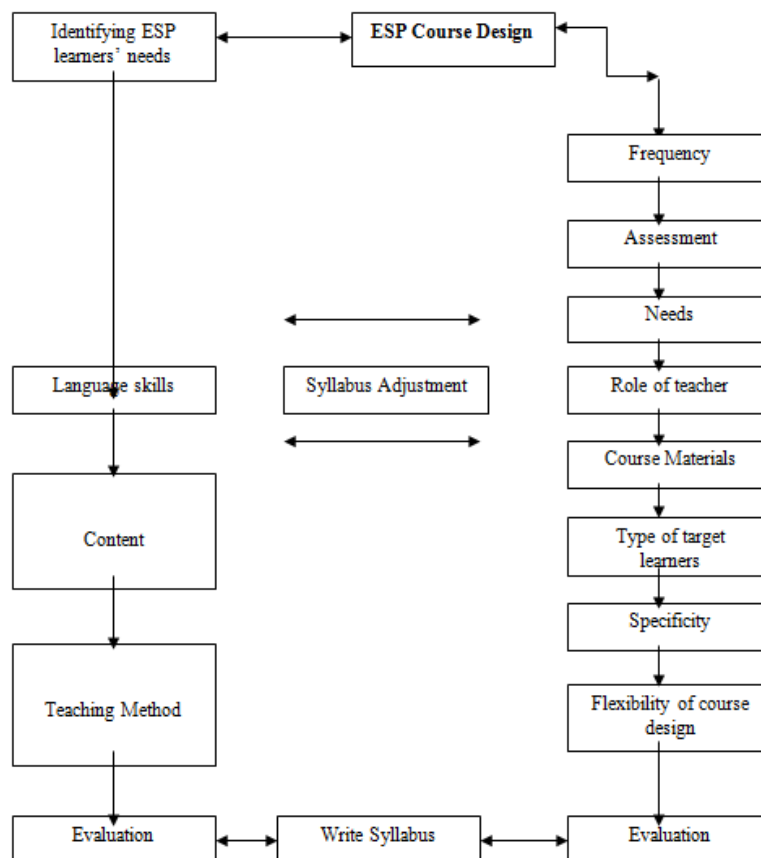 Identifying ESP
learners’ needs
ESP Course Design
Frequency
Assessment
Needs
Language skills
Syllabus Adjustment
Role of teacher
Course Materials
Content
Type of target
learners
Specificity
Teaching Method
Flexibility of course
design
Evaluation
Write Syllabus
Evaluation